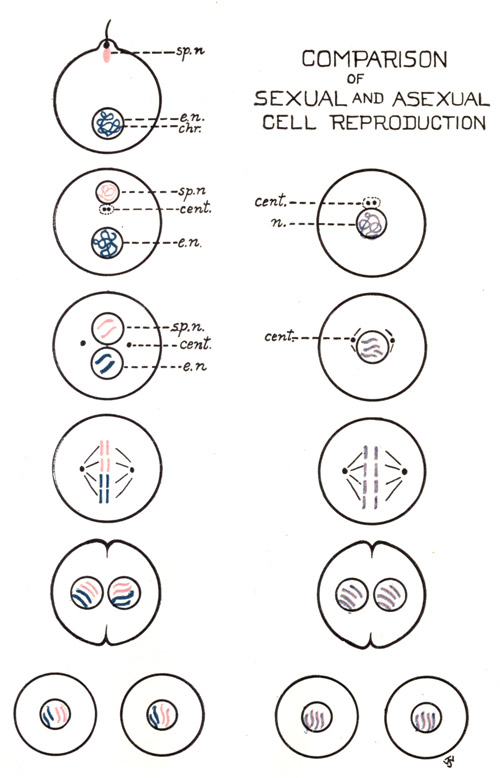 sp.n
COMPARISON
OF
SEXUAL AND ASEXUAL
CELL REPRODUCTION
e.n.
chr.
sp.n
cent.
e.n.
cent.
n.
sp.n.
cent.
e.n
cent.